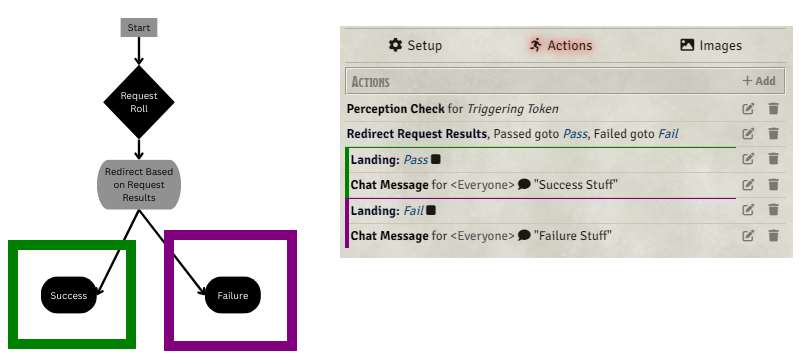 Start
Request
Roll
Redirect Based
on Request
Results
Success
Failure
Setup
Actions
Images
ACTIONS
+ Add
Perception Check for Triggering Token
Redirect Request Results, Passed goto Pass, Failed goto Fail
Landing: Pass
Chat Message for <Everyone> "Success Stuff"
Landing: Fail
Chat Message for <Everyone> "Failure Stuff"